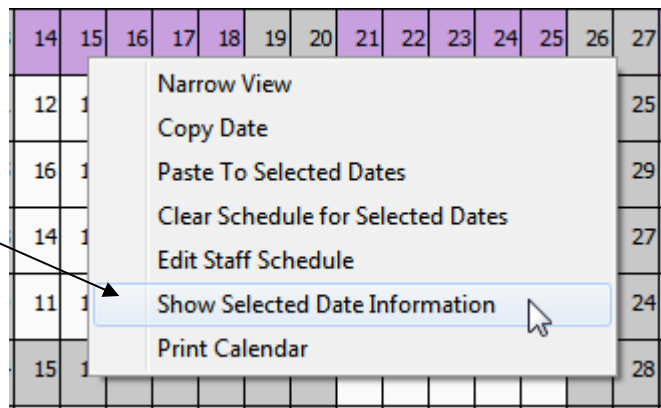 14 15 16 17 18 19 20 21 22 23 24 25 26 27
Narrow View
12 25
Copy Date
16 Paste To Selected Dates 29
Clear Schedule for Selected Dates
14 27
Edit Staff Schedule
11 Show Selected Date Information 24
Print Calendar
15 28